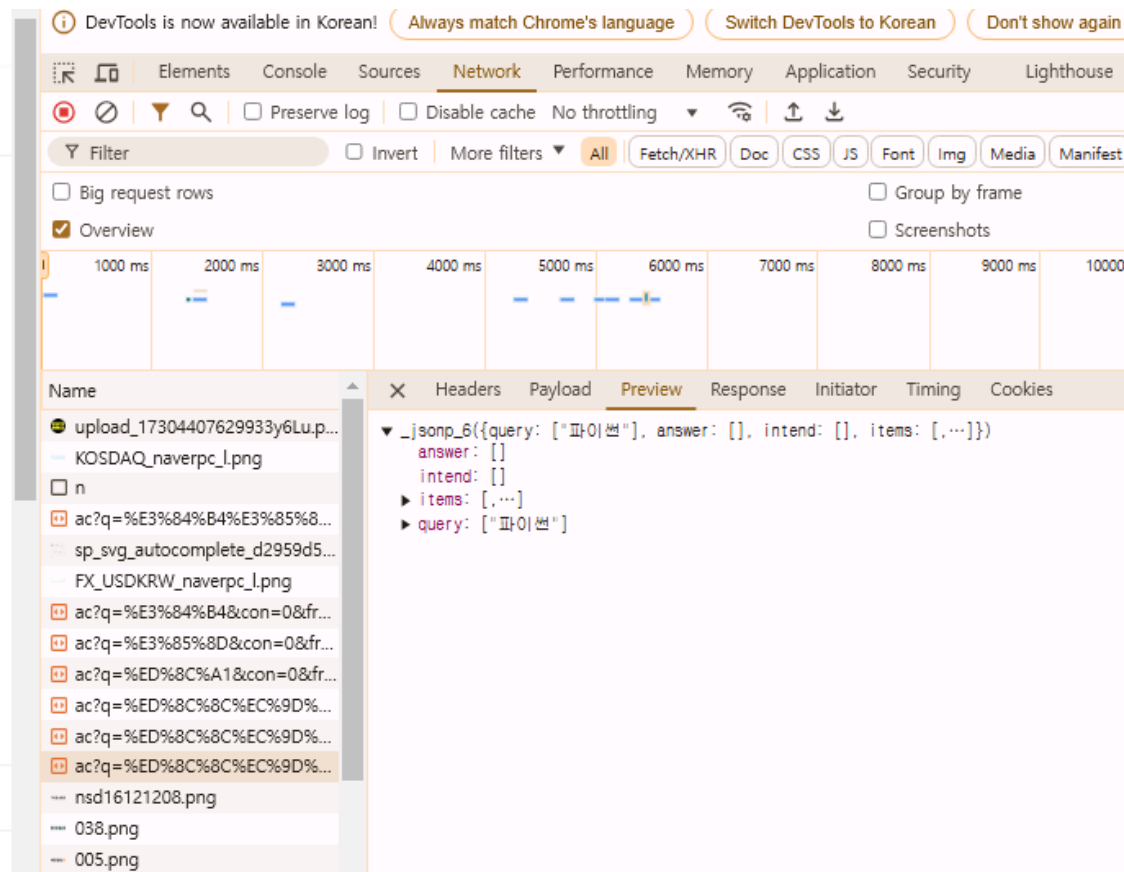 DevTools is now available in Korean! Always match Chrome's language Switch DevTools to Korean Don't show again
Elements Console Sources Network Performance Memory Application Security Lighthouse
Preserve log Disable cache No throttling
Filter Invert More filters All Fetch/XHR Doc CSS JS Font Img Media Manifest
Big request rows Group by frame
Overview Screenshots
1000 ms 2000 ms 3000 ms 4000 ms 5000 ms 6000 ms 7000 ms 8000 ms 9000 ms 10000
Name Headers Payload Preview Response Initiator Timing Cookies
upload_17304407629933y6Lu.p...
KOSDAQ_naverpc_l.png
n
ac?q=%E3%84%B4%E3%85%8...
sp_svg_autocomplete_d2959d5...
FX_USDKRW_naverpc_l.png
ac?q=%E3%84%B4&con=0&fr...
ac?q=%E3%85%8D&con=0&fr...
ac?q=%ED%8C%A1&con=0&fr...
ac?q=%ED%8C%8C%EC%9D%...
ac?q=%ED%8C%8C%EC%9D%...
ac?q=%ED%8C%8C%EC%9D%...
nsd16121208.png
038.png
005.png
_jsonp_6({query: ["파이썬"], answer: [], intend: [], items: [,…]})
answer: []
intend: []
items: [,…]
query: ["파이썬"]